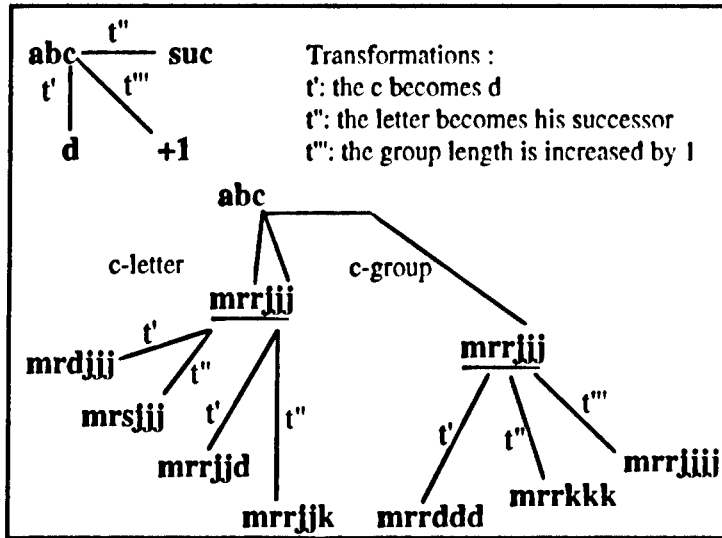 t"
abc suc
t' t'''
d +1
Transformations :
t': the c becomes d
t": the letter becomes his successor
t''': the group length is increased by 1
abc
c-letter c-group
mrrjjj
mrrjjj
t'
mrdjjj
t"
mrsjjj
t'
mrrjjd
t"
mrrjjk
t'
mrrddd
t"
mrrkkk
t'''
mrrjjjj